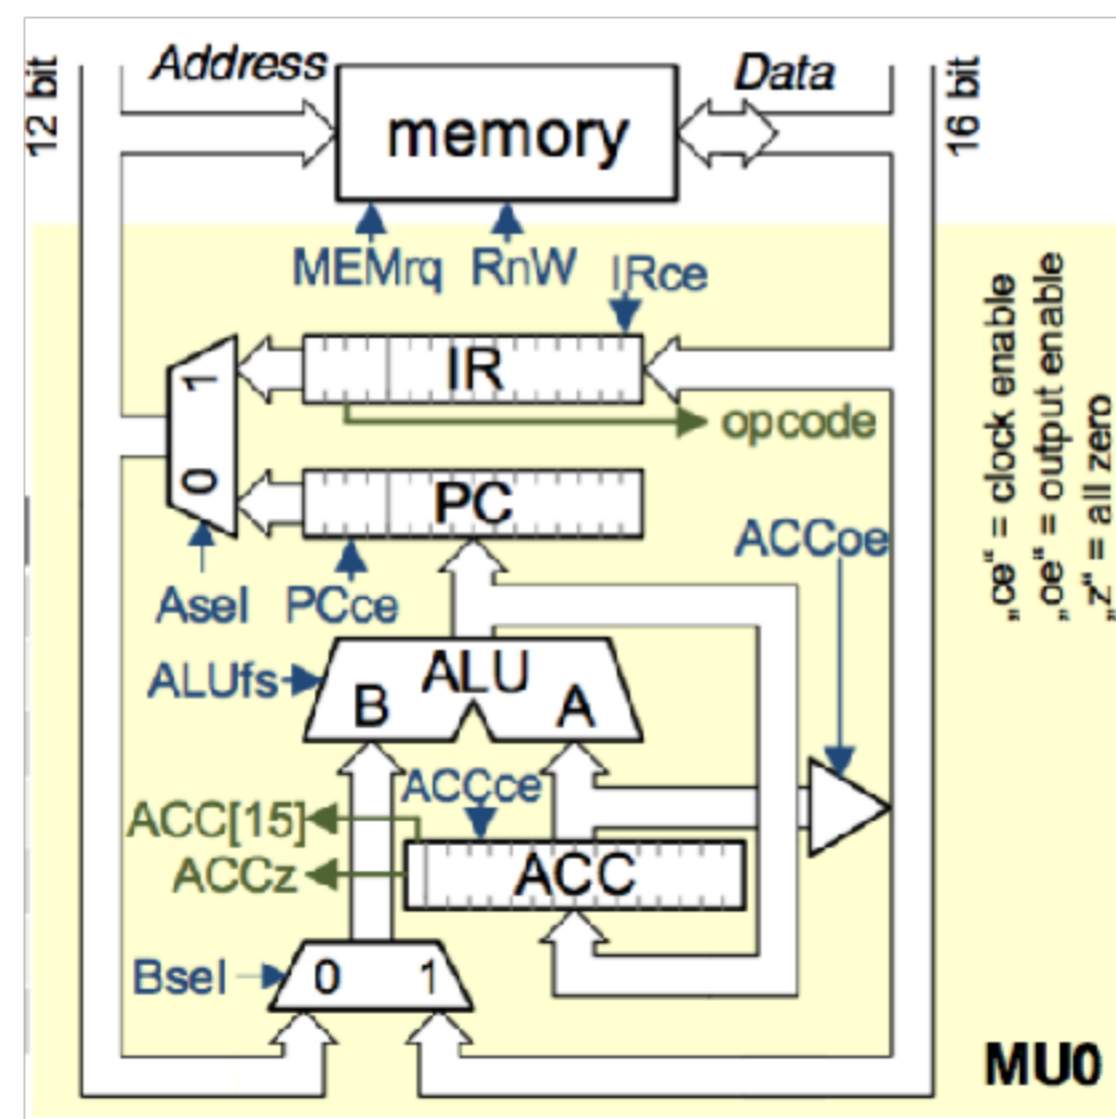 12 bit
Address
Data
16 bit
memory
MEMrq RnW IRce
1
IR
opcode
0
PC
ACCoe
Asel PCce
ALUfs
ALU
B A
ACCce
ACC[15]
ACCz
ACC
Bsel
0 1
MU0
„ce“ = clock enable
„oe“ = output enable
„z“ = all zero